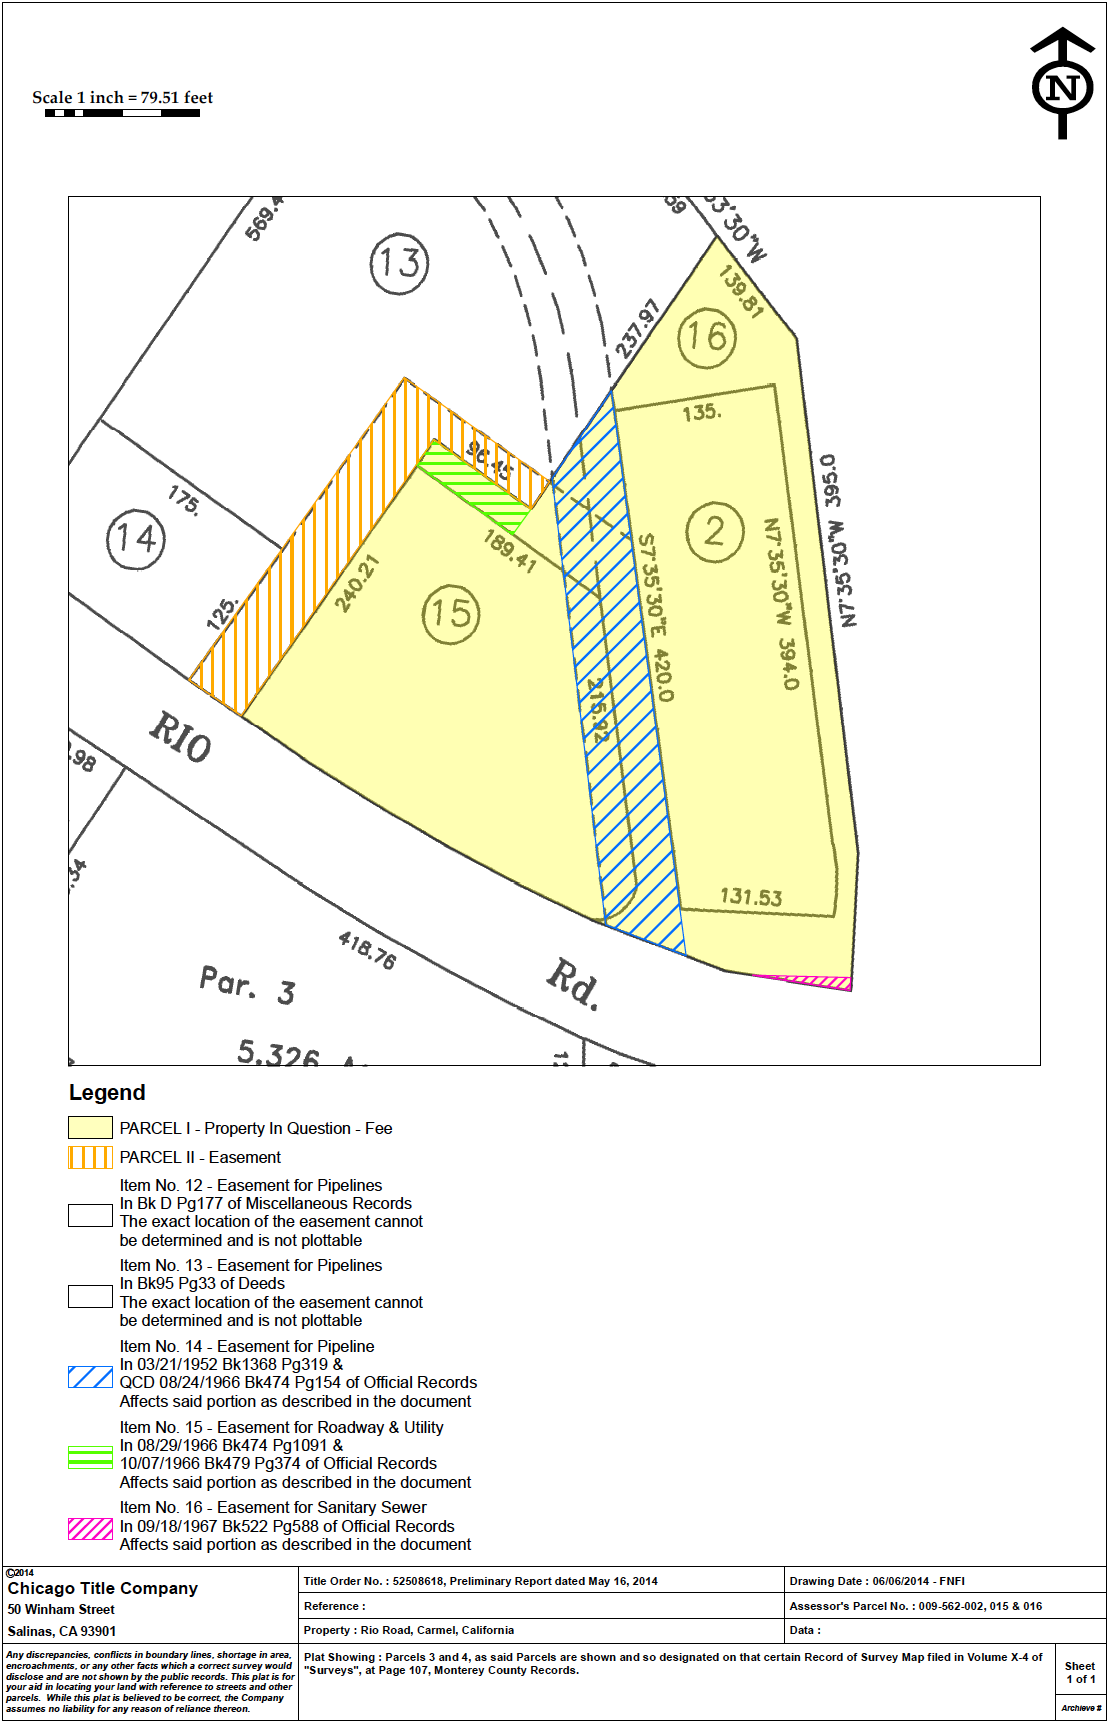 Scale 1 inch = 79.51 feet
N
569.4
59
53'30"W
13
139.81
237.97
16
135.
96.45
175.
14
2
N7°35'30"W 395.0
N7°35'30"W 394.0
S7°35'30"E 420.0
189.41
240.21
125.
15
215.92
RIO
.98
.34
131.53
418.76
Rd.
Par. 3
5.326
Legend
PARCEL I - Property In Question - Fee
PARCEL II - Easement
Item No. 12 - Easement for Pipelines
In Bk D Pg177 of Miscellaneous Records
The exact location of the easement cannot
be determined and is not plottable
Item No. 13 - Easement for Pipelines
In Bk95 Pg33 of Deeds
The exact location of the easement cannot
be determined and is not plottable
Item No. 14 - Easement for Pipeline
In 03/21/1952 Bk1368 Pg319 &
QCD 08/24/1966 Bk474 Pg154 of Official Records
Affects said portion as described in the document
Item No. 15 - Easement for Roadway & Utility
In 08/29/1966 Bk474 Pg1091 &
10/07/1966 Bk479 Pg374 of Official Records
Affects said portion as described in the document
Item No. 16 - Easement for Sanitary Sewer
In 09/18/1967 Bk522 Pg588 of Official Records
Affects said portion as described in the document
©2014
Chicago Title Company
50 Winham Street
Salinas, CA 93901
Title Order No. : 52508618, Preliminary Report dated May 16, 2014
Drawing Date : 06/06/2014 - FNFI
Reference :
Assessor's Parcel No. : 009-562-002, 015 & 016
Property : Rio Road, Carmel, California
Data :
Any discrepancies, conflicts in boundary lines, shortage in area,
encroachments, or any other facts which a correct survey would
disclose and are not shown by the public records. This plat is for
your aid in locating your land with reference to streets and other
parcels. While this plat is believed to be correct, the Company
assumes no liability for any reason of reliance thereon.
Plat Showing : Parcels 3 and 4, as said Parcels are shown and so designated on that certain Record of Survey Map filed in Volume X-4 of
"Surveys", at Page 107, Monterey County Records.
Sheet
1 of 1
Archieve #